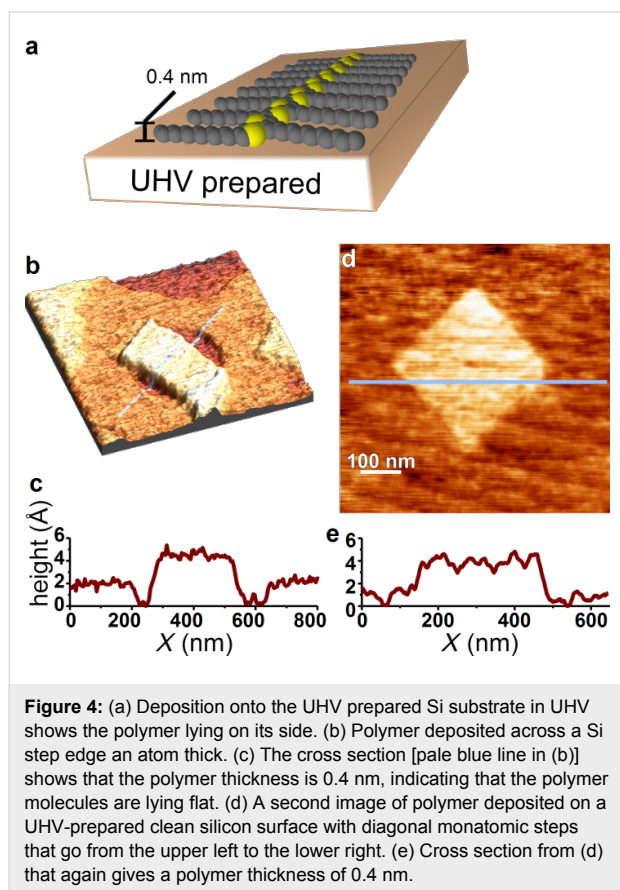 a
0.4 nm
UHV prepared
b
d
100 nm
c
height (Å)
6
4
2
0
0 200 400 600 800
X (nm)
e
6
4
2
0
0 200 400 600
X (nm)
Figure 4: (a) Deposition onto the UHV prepared Si substrate in UHV
shows the polymer lying on its side. (b) Polymer deposited across a Si
step edge an atom thick. (c) The cross section [pale blue line in (b)]
shows that the polymer thickness is 0.4 nm, indicating that the polymer
molecules are lying flat. (d) A second image of polymer deposited on a
UHV-prepared clean silicon surface with diagonal monatomic steps
that go from the upper left to the lower right. (e) Cross section from (d)
that again gives a polymer thickness of 0.4 nm.